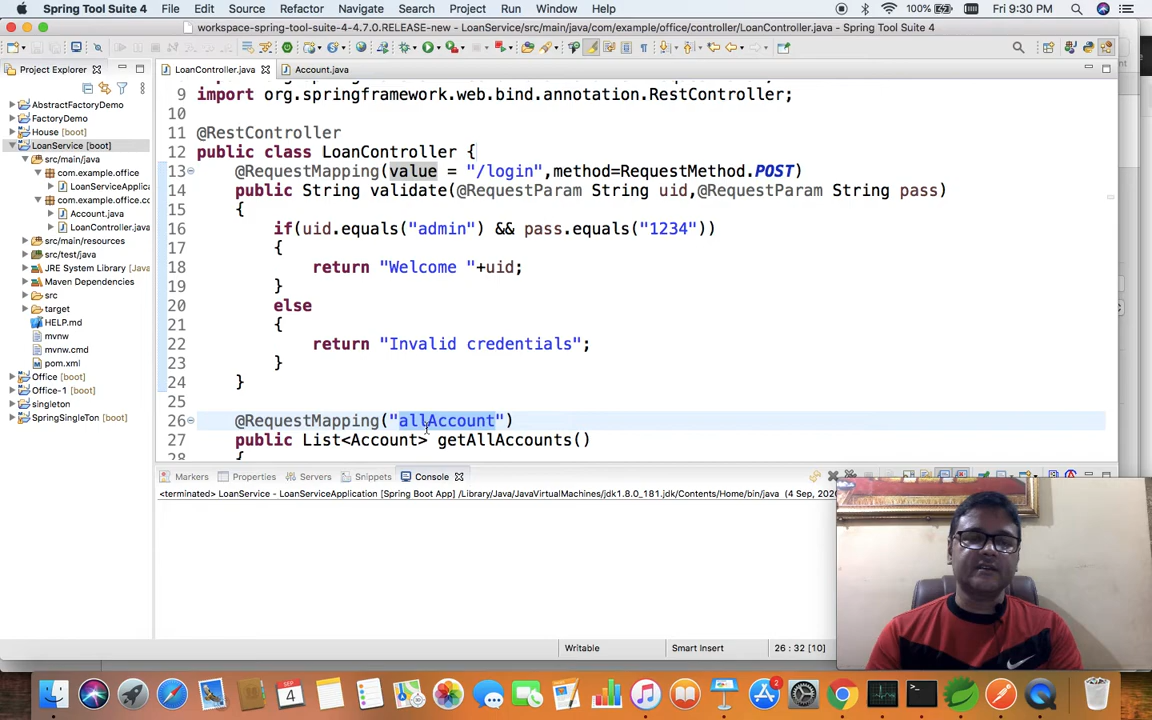 Spring Tool Suite 4 File Edit Source Refactor Navigate Search Project Run Window Help 100% Fri 9:30 PM
workspace-spring-tool-suite-4-4.7.0.RELEASE-new - LoanService/src/main/java/com/example/office/controller/LoanController.java - Spring Tool Suite 4
Project Explorer
LoanController.java Account.java
AbstractFactoryDemo
FactoryDemo
House [boot]
LoanService [boot]
src/main/java
com.example.office
LoanServiceApplica
com.example.office.cc
Account.java
LoanController.java
src/main/resources
src/test/java
JRE System Library [Java
Maven Dependencies
src
target
HELP.md
mvnw
mvnw.cmd
pom.xml
Office [boot]
Office-1 [boot]
singleton
SpringSingleTon [boot]
9 import org.springframework.web.bind.annotation.RestController;
10
11 @RestController
12 public class LoanController {
13 @RequestMapping(value = "/login",method=RequestMethod.POST)
14 public String validate(@RequestParam String uid,@RequestParam String pass)
15 {
16 if(uid.equals("admin") && pass.equals("1234"))
17 {
18 return "Welcome "+uid;
19 }
20 else
21 {
22 return "Invalid credentials";
23 }
24 }
25
26 @RequestMapping("allAccount")
27 public List<Account> getAllAccounts()
28 {
Markers Properties Servers Snippets Console
<terminated> LoanService - LoanServiceApplication [Spring Boot App] /Library/Java/JavaVirtualMachines/jdk1.8.0_181.jdk/Contents/Home/bin/java (4 Sep, 202
Writable Smart Insert 26 : 32 [10]
SEP
4
2